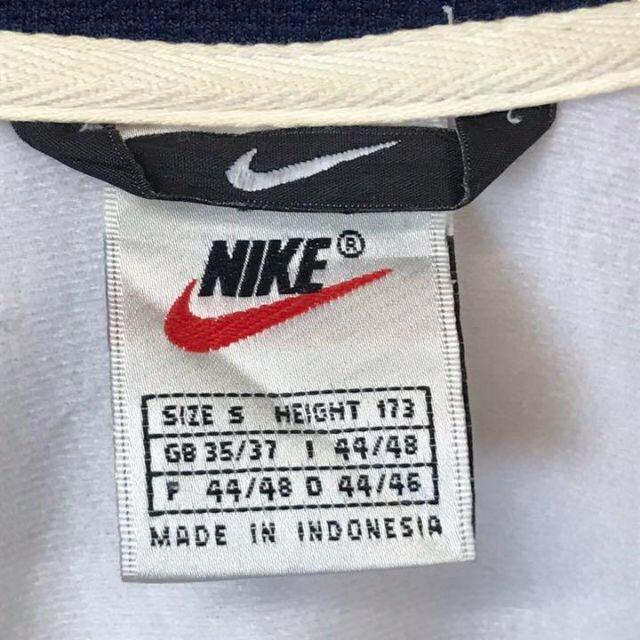 NIKE®
SIZE S HEIGHT 173
GB 35/37 I 44/48
F 44/48 D 44/46
MADE IN INDONESIA